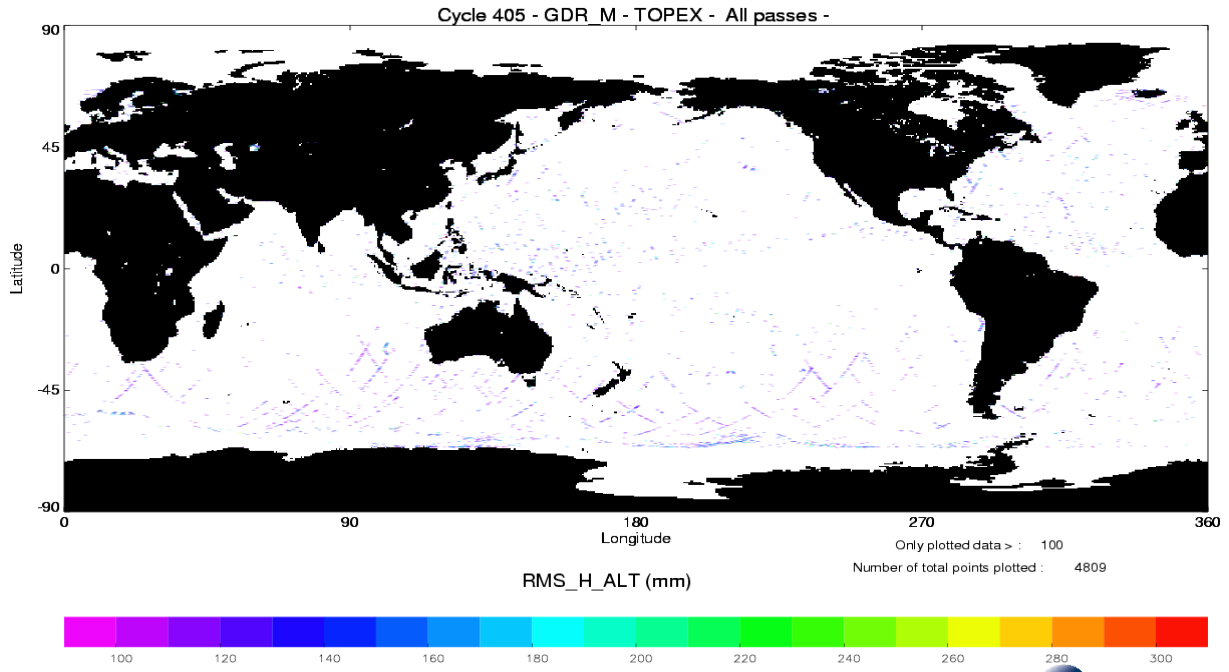 Cycle 405 - GDR_M - TOPEX - All passes -
90
45
0
-45
-90
Latitude
0 90 180 270 360
Longitude
Only plotted data > : 100
Number of total points plotted : 4809
RMS_H_ALT (mm)
100 120 140 160 180 200 220 240 260 280 300